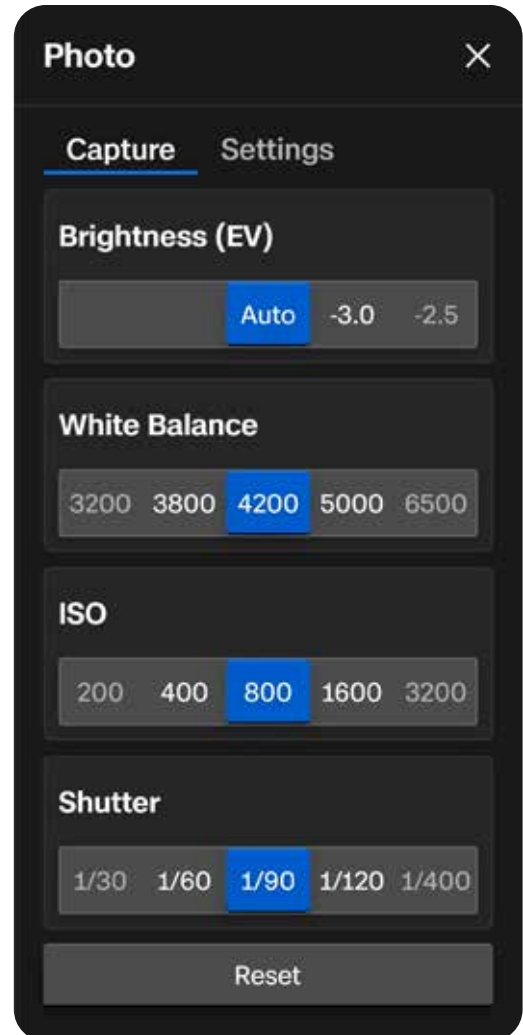 Photo
Capture Settings
Brightness (EV)
Auto -3.0 -2.5
White Balance
3200 3800 4200 5000 6500
ISO
200 400 800 1600 3200
Shutter
1/30 1/60 1/90 1/120 1/400
Reset